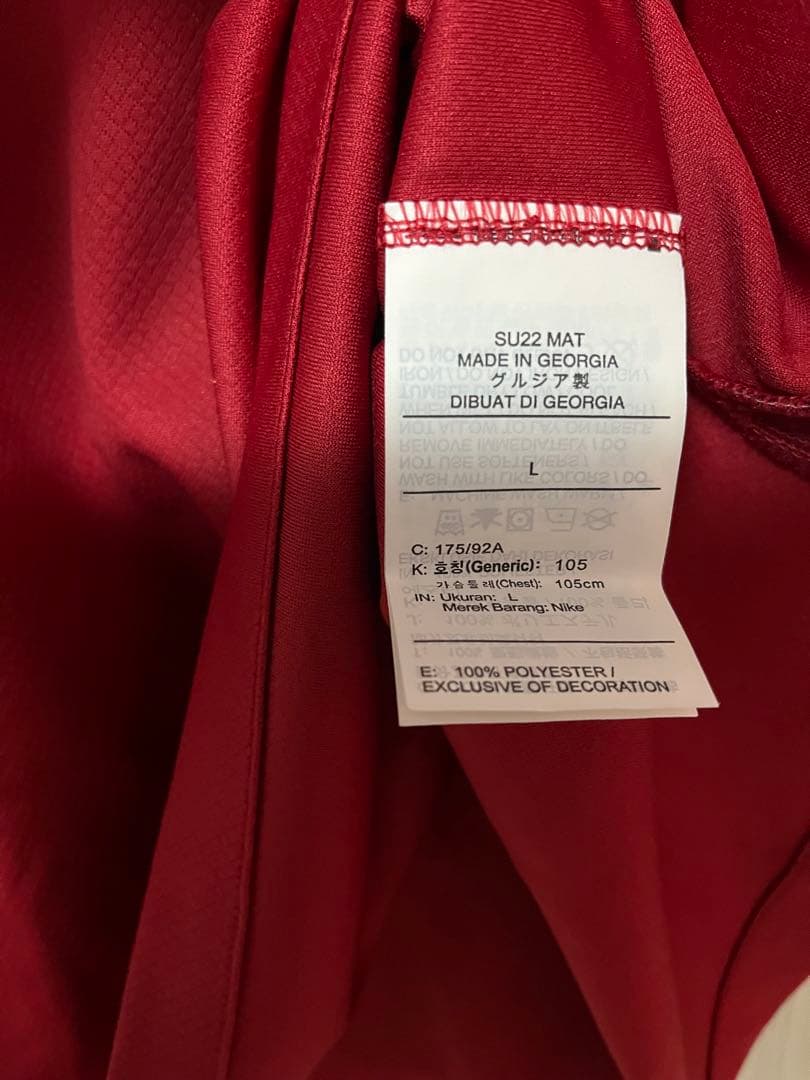 SU22 MAT
MADE IN GEORGIA
グルジア製
DIBUAT DI GEORGIA
L
C: 175/92A
K: 호칭(Generic): 105
가슴둘레(Chest): 105cm
IN: Ukuran: L
Merek Barang: Nike
E: 100% POLYESTER /
EXCLUSIVE OF DECORATION